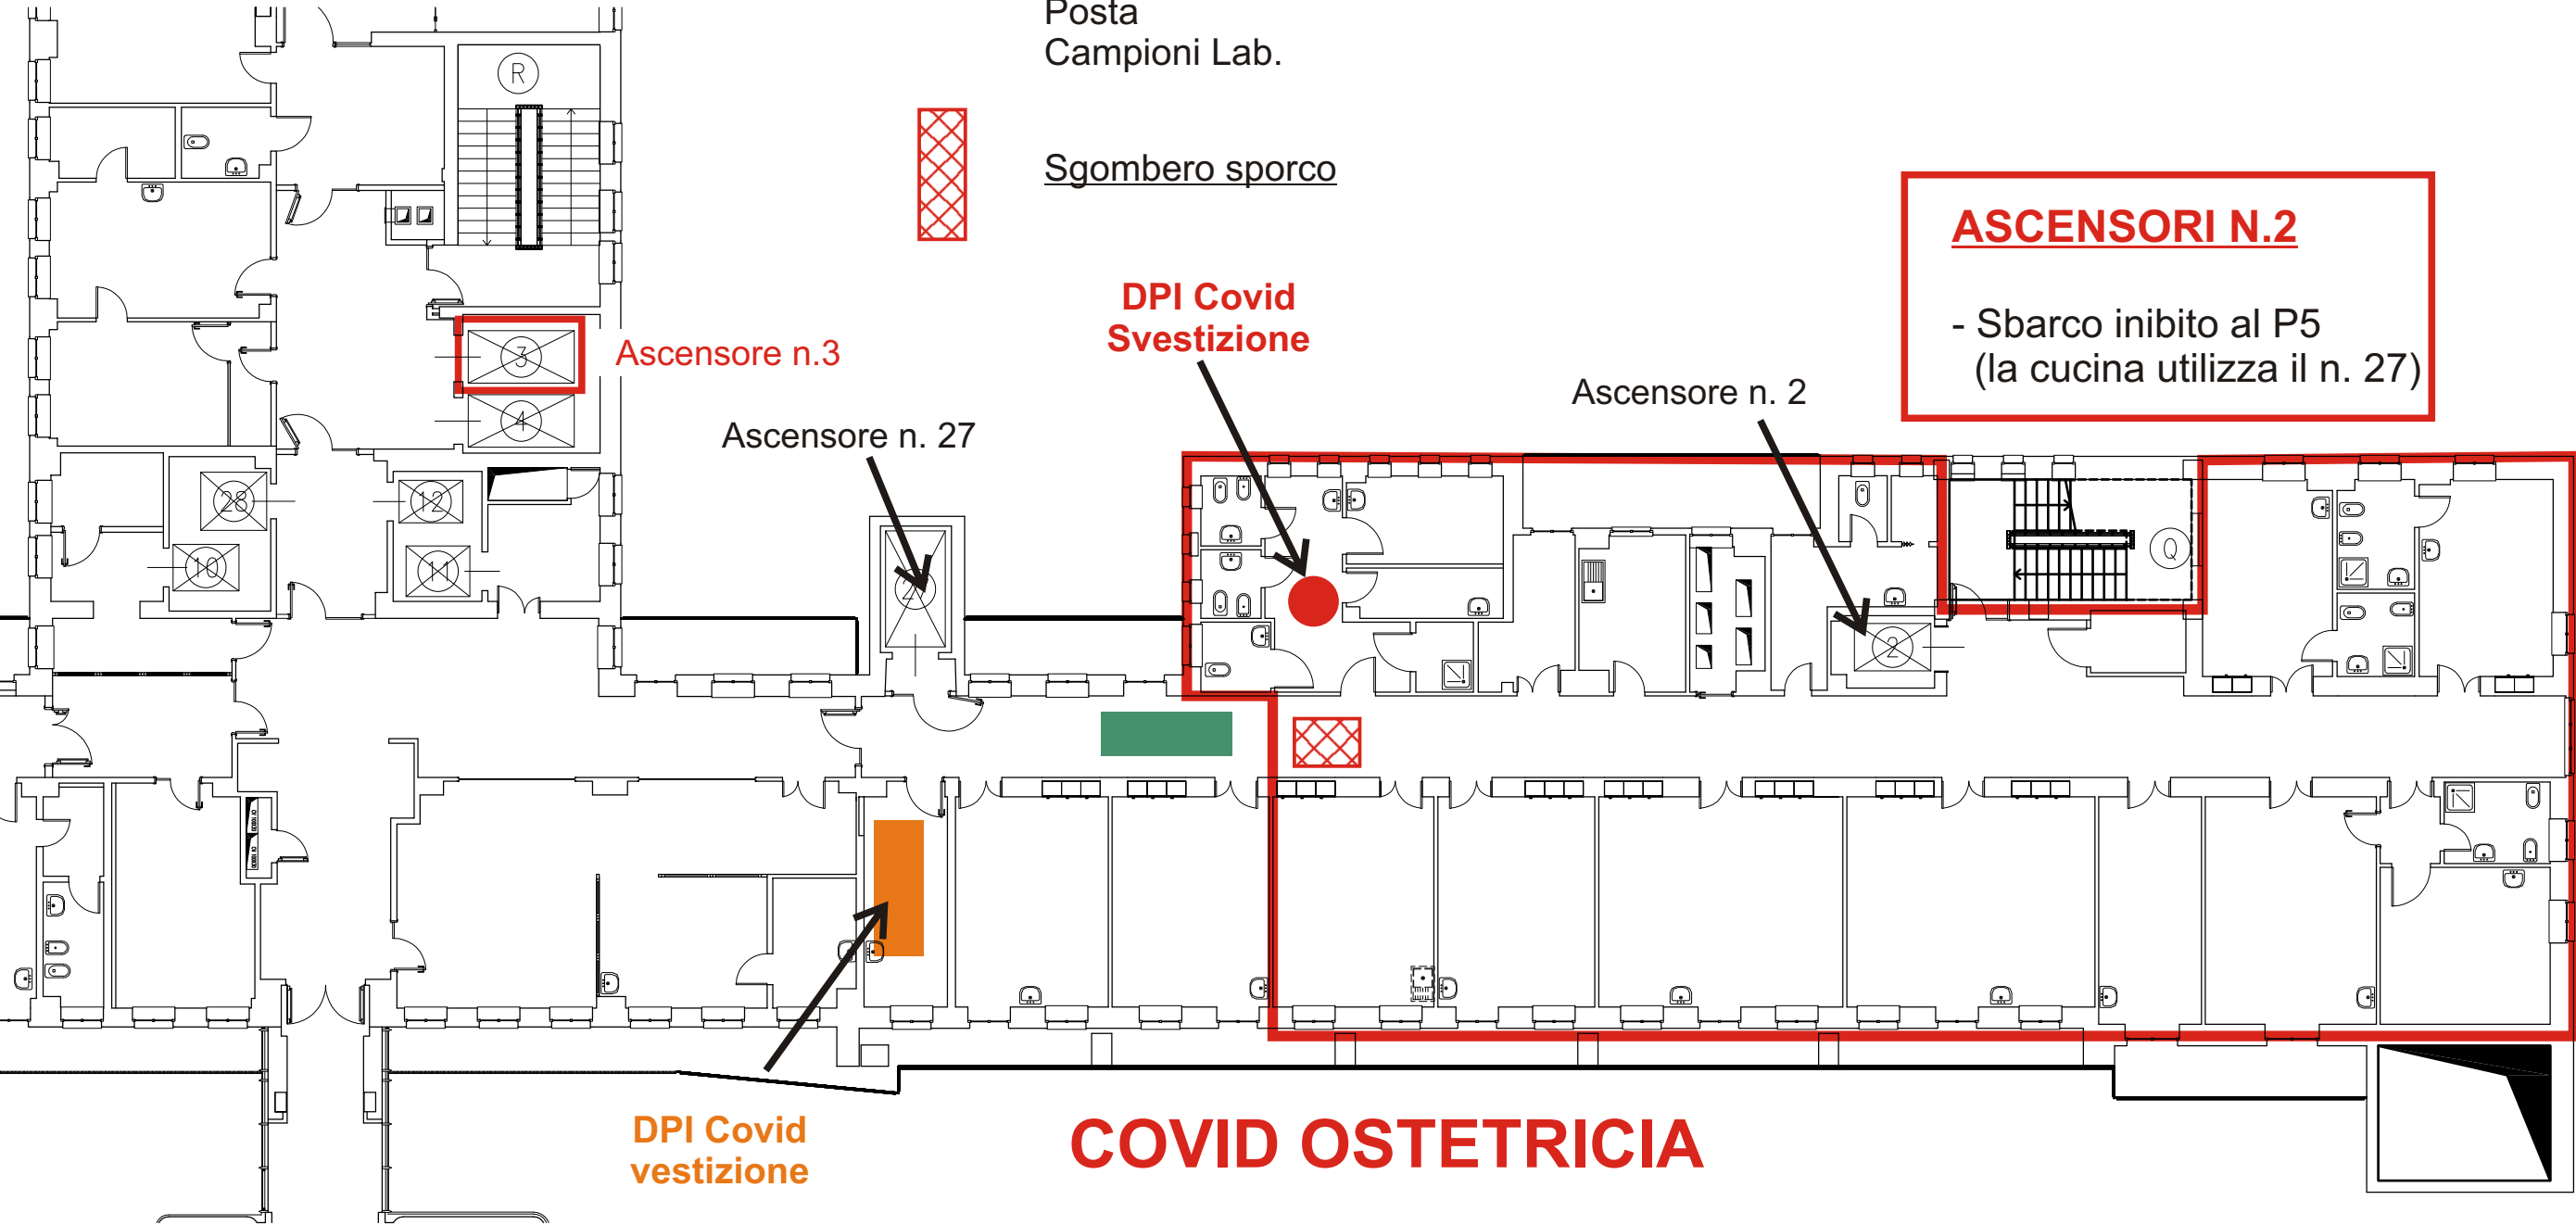 Posta
Campioni Lab.
R
Sgombero sporco
ASCENSORI N.2
- Sbarco inibito al P5
(la cucina utilizza il n. 27)
DPI Covid
Svestizione
3
Ascensore n.3
Ascensore n. 2
4
Ascensore n. 27
28
12
10
11
27
Q
2
DPI Covid
vestizione
COVID OSTETRICIA